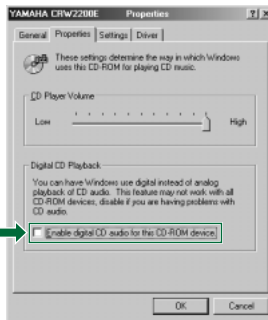 YAMAHA CRW2200E Properties
General Properties Settings Driver
These settings determine the way in which Windows
uses this CD-ROM for playing CD music.
CD Player Volume
Low High
Digital CD Playback
You can have Windows use digital instead of analog
playback of CD audio. This feature may not work with all
CD-ROM devices, disable if you are having problems with
CD audio.
Enable digital CD audio for this CD-ROM device.
OK Cancel